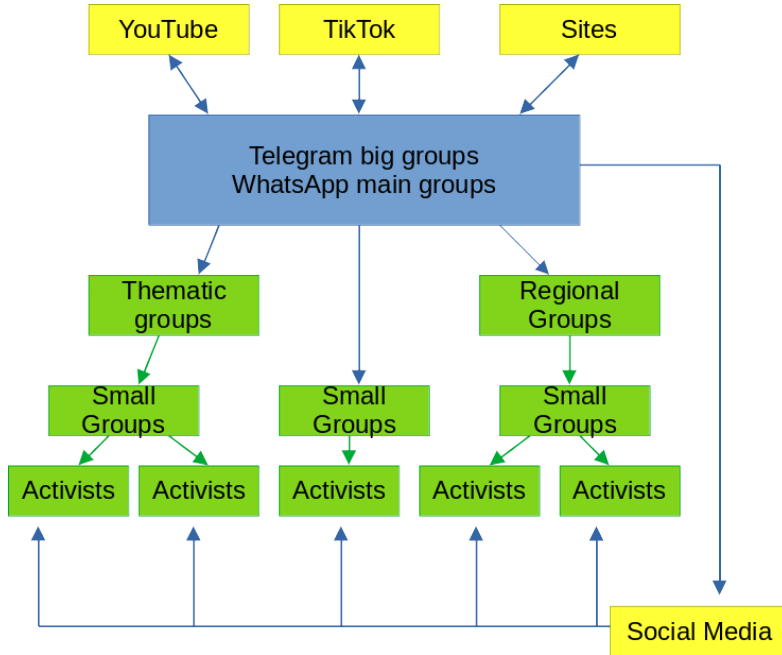 YouTube
TikTok
Sites
Telegram big groups
WhatsApp main groups
Thematic
groups
Regional
Groups
Small
Groups
Small
Groups
Small
Groups
Activists
Activists
Activists
Activists
Activists
Social Media